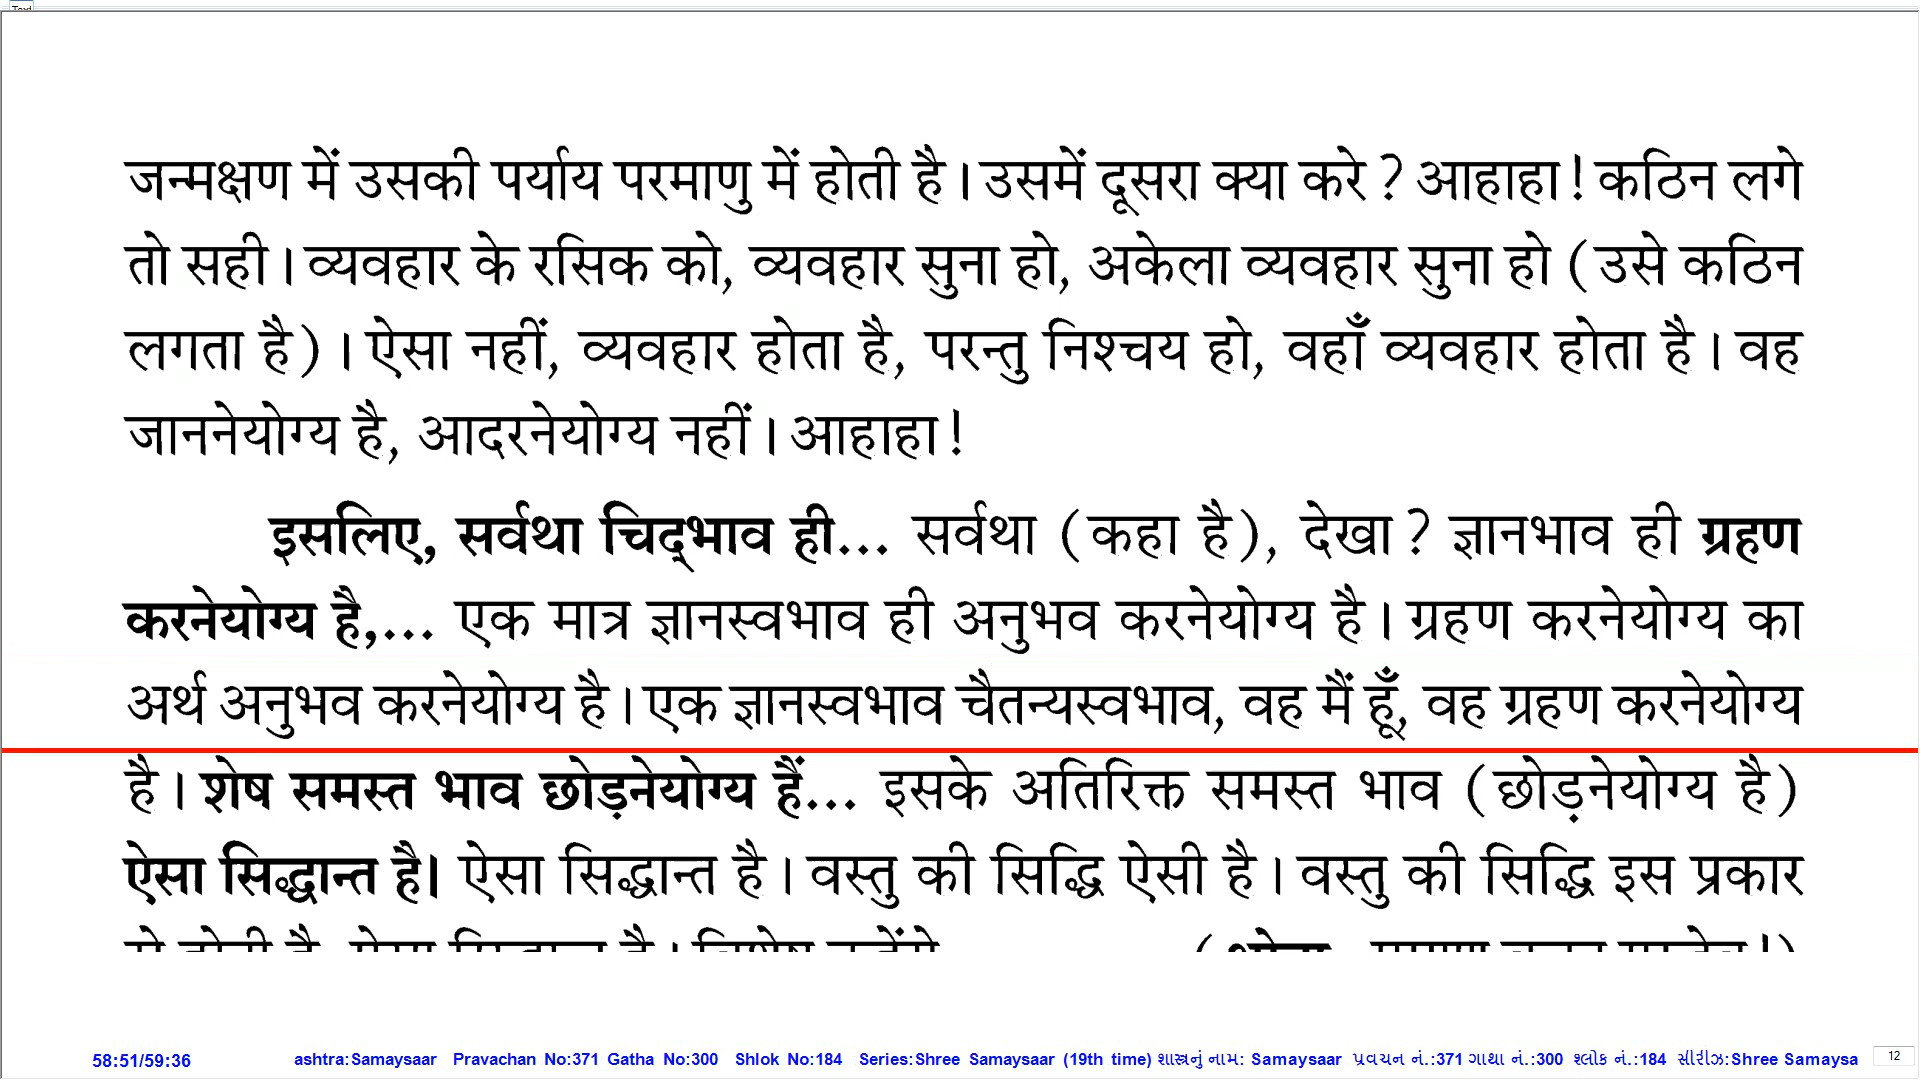 Text
जन्मक्षण में उसकी पर्याय परमाणु में होती है। उसमें दूसरा क्या करे ? आहाहा! कठिन लगे
तो सही। व्यवहार के रसिक को, व्यवहार सुना हो, अकेला व्यवहार सुना हो (उसे कठिन
लगता है)। ऐसा नहीं, व्यवहार होता है, परन्तु निश्चय हो, वहाँ व्यवहार होता है। वह
जाननेयोग्य है, आदरनेयोग्य नहीं। आहाहा!
इसलिए, सर्वथा चिद्‌भाव ही... सर्वथा (कहा है), देखा ? ज्ञानभाव ही ग्रहण
करनेयोग्य है,... एक मात्र ज्ञानस्वभाव ही अनुभव करनेयोग्य है। ग्रहण करनेयोग्य का
अर्थ अनुभव करनेयोग्य है। एक ज्ञानस्वभाव चैतन्यस्वभाव, वह मैं हूँ, वह ग्रहण करनेयोग्य
है। शेष समस्त भाव छोड़नेयोग्य हैं... इसके अतिरिक्त समस्त भाव (छोड़नेयोग्य है)
ऐसा सिद्धान्त है। ऐसा सिद्धान्त है। वस्तु की सिद्धि ऐसी है। वस्तु की सिद्धि इस प्रकार
58:51/59:36 ashtra:Samaysaar Pravachan No:371 Gatha No:300 Shlok No:184 Series:Shree Samaysaar (19th time) શાસ્ત્રનું નામ: Samaysaar પ્રવચન નં.:371 ગાથા નં.:300 શ્લોક નં.:184 સીરીઝ:Shree Samaysa 12